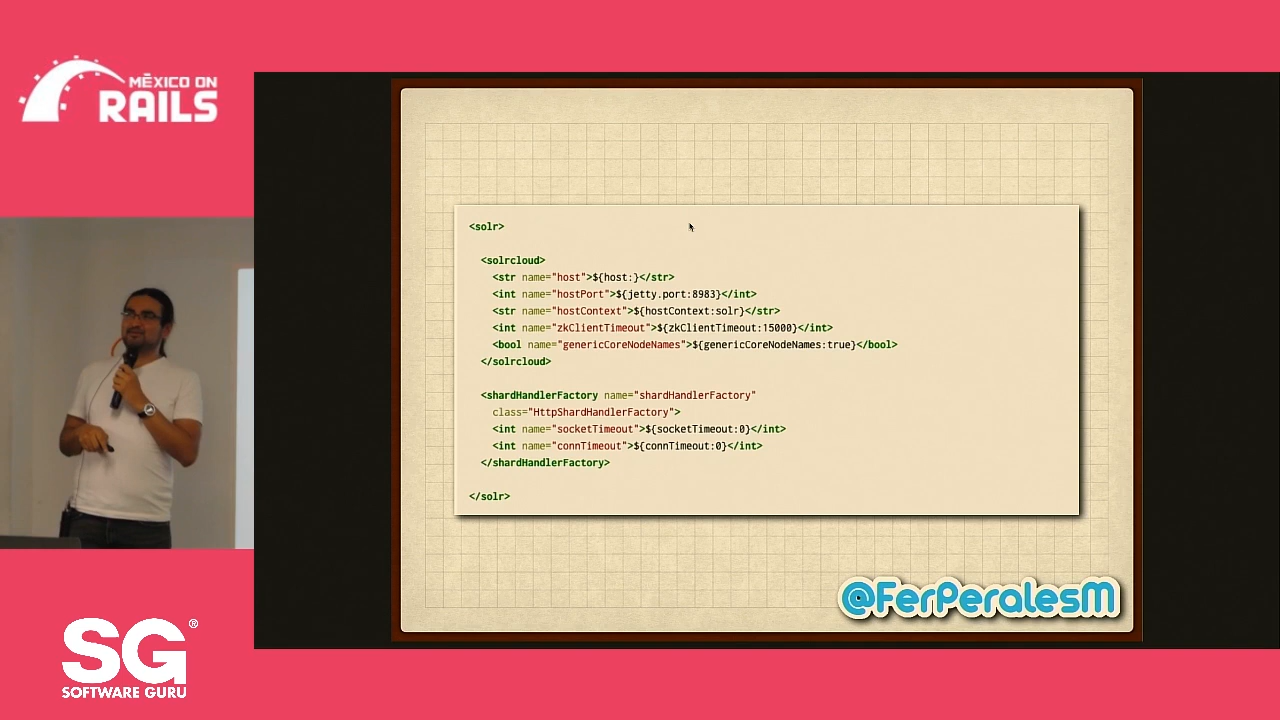 MÉXICO ON
RAILS
<solr>
<solrcloud>
<str name="host">${host:}</str>
<int name="hostPort">${jetty.port:8983}</int>
<str name="hostContext">${hostContext:solr}</str>
<int name="zkClientTimeout">${zkClientTimeout:15000}</int>
<bool name="genericCoreNodeNames">${genericCoreNodeNames:true}</bool>
</solrcloud>
<shardHandlerFactory name="shardHandlerFactory"
class="HttpShardHandlerFactory">
<int name="socketTimeout">${socketTimeout:0}</int>
<int name="connTimeout">${connTimeout:0}</int>
</shardHandlerFactory>
</solr>
@FerPeralesM
SG®
SOFTWARE GURU